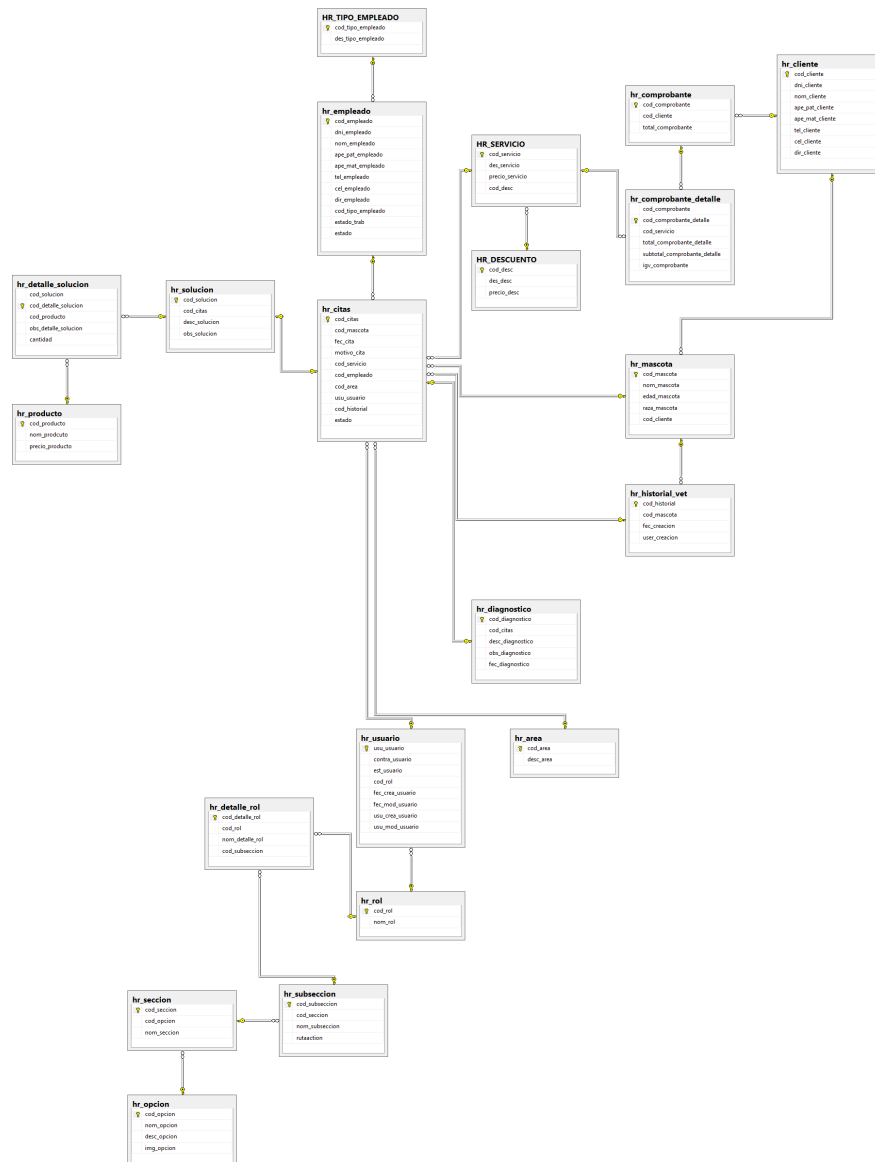 HR_TIPO_EMPLEADO
cod_tipo_empleado
des_tipo_empleado
hr_cliente
cod_cliente
dni_cliente
nom_cliente
ape_pat_cliente
ape_mat_cliente
tel_cliente
cel_cliente
dir_cliente
hr_comprobante
cod_comprobante
cod_cliente
total_comprobante
hr_empleado
cod_empleado
dni_empleado
nom_empleado
ape_pat_empleado
ape_mat_empleado
tel_empleado
cel_empleado
dir_empleado
cod_tipo_empleado
estado_trab
estado
HR_SERVICIO
cod_servicio
des_servicio
precio_servicio
cod_desc
hr_comprobante_detalle
cod_comprobante
cod_comprobante_detalle
cod_servicio
total_comprobante_detalle
subtotal_comprobante_detalle
igv_comprobante
HR_DESCUENTO
cod_desc
des_desc
precio_desc
hr_detalle_solucion
cod_solucion
cod_detalle_solucion
cod_producto
obs_detalle_solucion
cantidad
hr_solucion
cod_solucion
cod_citas
desc_solucion
obs_solucion
hr_citas
cod_citas
cod_mascota
fec_cita
motivo_cita
cod_servicio
cod_empleado
cod_area
usu_usuario
cod_historial
estado
hr_mascota
cod_mascota
nom_mascota
edad_mascota
raza_mascota
cod_cliente
hr_producto
cod_producto
nom_prodcuto
precio_producto
hr_historial_vet
cod_historial
cod_mascota
fec_creacion
user_creacion
hr_diagnostico
cod_diagnostico
cod_citas
desc_diagnostico
obs_diagnostico
fec_diagnostico
hr_usuario
usu_usuario
contra_usuario
est_usuario
cod_rol
fec_crea_usuario
fec_mod_usuario
usu_crea_usuario
usu_mod_usuario
hr_area
cod_area
desc_area
hr_detalle_rol
cod_detalle_rol
cod_rol
nom_detalle_rol
cod_subseccion
hr_rol
cod_rol
nom_rol
hr_seccion
cod_seccion
cod_opcion
nom_seccion
hr_subseccion
cod_subseccion
cod_seccion
nom_subseccion
rutaaction
hr_opcion
cod_opcion
nom_opcion
desc_opcion
img_opcion